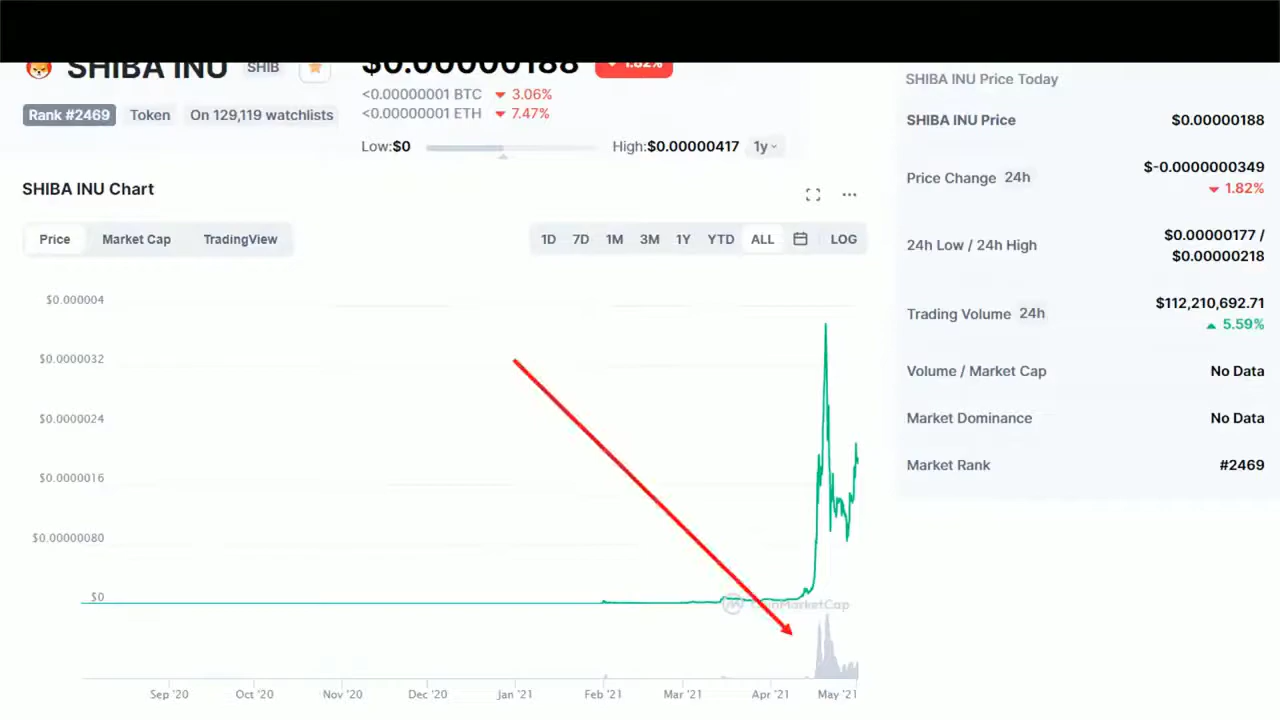 SHIBA INU SHIB
$0.00000188 1.82%
<0.00000001 BTC 3.06%
Rank #2469 Token On 129,119 watchlists
<0.00000001 ETH 7.47%
Low:$0 High:$0.00000417 1y
SHIBA INU Chart
Price Market Cap TradingView
1D 7D 1M 3M 1Y YTD ALL LOG
$0.000004
$0.0000032
$0.0000024
$0.0000016
$0.00000080
$0
CoinMarketCap
Sep '20 Oct '20 Nov '20 Dec '20 Jan '21 Feb '21 Mar '21 Apr '21 May '21
SHIBA INU Price Today
SHIBA INU Price $0.00000188
Price Change 24h $-0.0000000349
1.82%
24h Low / 24h High $0.00000177 /
$0.00000218
Trading Volume 24h $112,210,692.71
5.59%
Volume / Market Cap No Data
Market Dominance No Data
Market Rank #2469